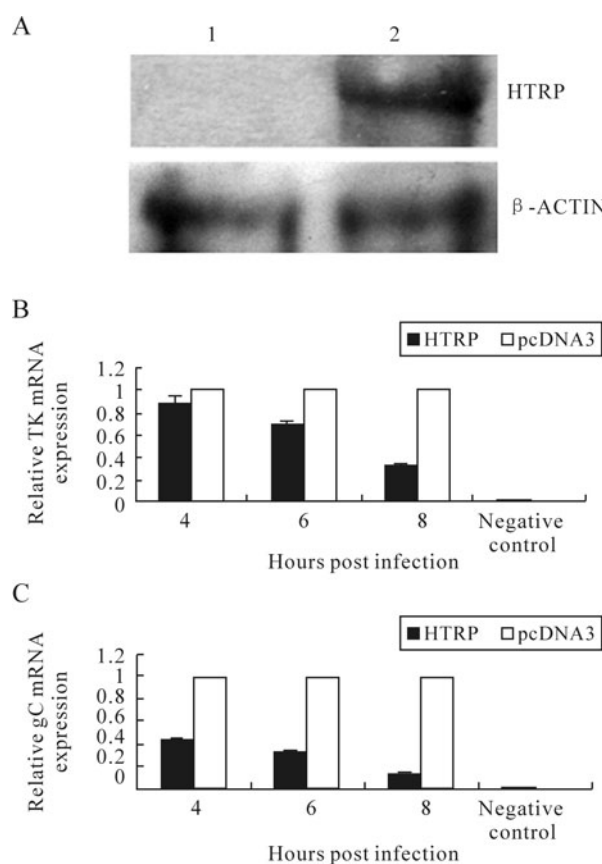 A
1 2
HTRP
β-ACTIN
B
HTRP pcDNA3
Relative TK mRNA
expression
1.2
1
0.8
0.6
0.4
0.2
0
4 6 8 Negative
control
Hours post infection
C
HTRP pcDNA3
Relative gC mRNA
expression
1.2
1
0.8
0.6
0.4
0.2
0
4 6 8 Negative
control
Hours post infection